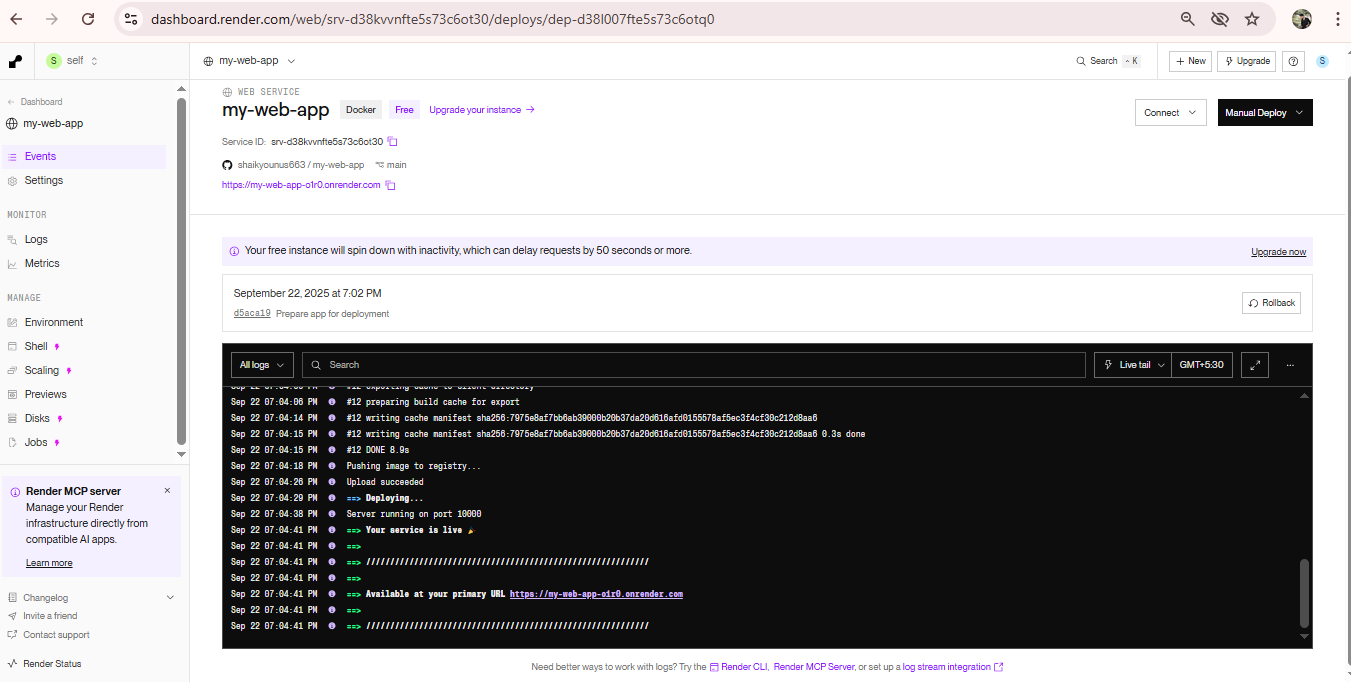 dashboard.render.com/web/srv-d38kvvnfte5s73c6ot30/deploys/dep-d38l007fte5s73c6otq0
S self
my-web-app
Search
K
+ New
Upgrade
S
← Dashboard
my-web-app
Events
Settings
MONITOR
Logs
Metrics
MANAGE
Environment
Shell
Scaling
Previews
Disks
Jobs
Render MCP server
Manage your Render
infrastructure directly from
compatible AI apps.
Learn more
Changelog
Invite a friend
Contact support
Render Status
WEB SERVICE
my-web-app Docker Free Upgrade your instance →
Connect
Manual Deploy
Service ID: srv-d38kvvnfte5s73c6ot30
shaikyounus663 / my-web-app main
https://my-web-app-o1r0.onrender.com
Your free instance will spin down with inactivity, which can delay requests by 50 seconds or more.
Upgrade now
September 22, 2025 at 7:02 PM
d5aca19 Prepare app for deployment
Rollback
All logs
Search
Live tail
GMT+5:30
...
#12 exporting cache to client directory
Sep 22 07:04:06 PM #12 preparing build cache for export
Sep 22 07:04:14 PM #12 writing cache manifest sha256:7975e8af7bb6ab39000b20b37da20d616afd0155578af5ec3f4cf30c212d8aa6
Sep 22 07:04:15 PM #12 writing cache manifest sha256:7975e8af7bb6ab39000b20b37da20d616afd0155578af5ec3f4cf30c212d8aa6 0.3s done
Sep 22 07:04:15 PM #12 DONE 8.9s
Sep 22 07:04:18 PM Pushing image to registry...
Sep 22 07:04:26 PM Upload succeeded
Sep 22 07:04:29 PM ==> Deploying...
Sep 22 07:04:38 PM Server running on port 10000
Sep 22 07:04:41 PM ==> Your service is live 🎉
Sep 22 07:04:41 PM ==>
Sep 22 07:04:41 PM ==> ///////////////////////////////////////////////////////////
Sep 22 07:04:41 PM ==>
Sep 22 07:04:41 PM ==> Available at your primary URL https://my-web-app-o1r0.onrender.com
Sep 22 07:04:41 PM ==>
Sep 22 07:04:41 PM ==> ///////////////////////////////////////////////////////////
Need better ways to work with logs? Try the Render CLI, Render MCP Server, or set up a log stream integration